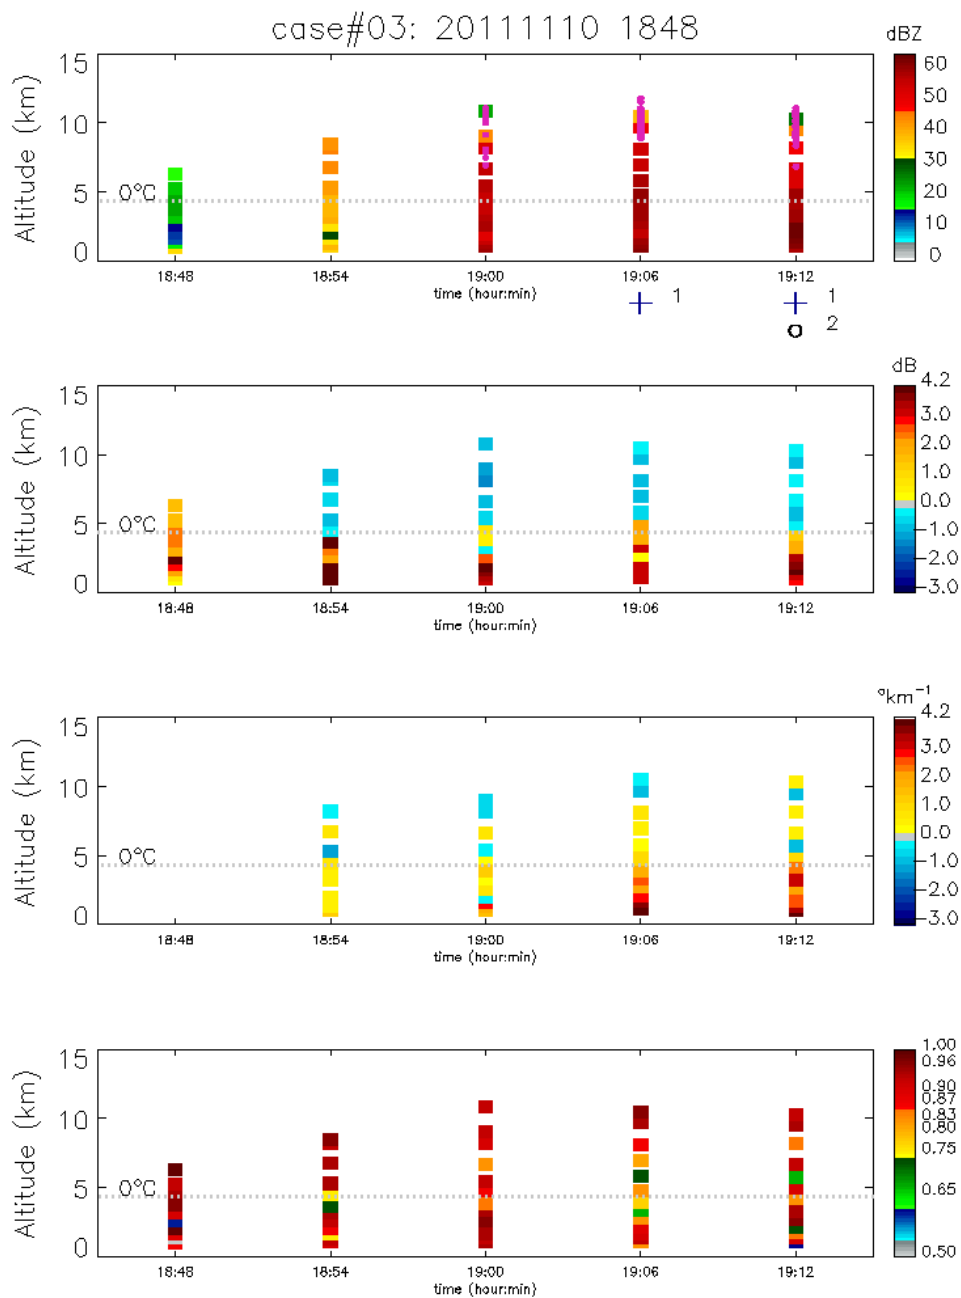 case#03: 20111110 1848
dBZ
15
10
5
0
Altitude (km)
0°C
60
50
40
30
20
10
0
18:48 18:54 19:00 19:06 19:12
time (hour:min)
1 1
2
dB
15
10
5
0
Altitude (km)
0°C
4.2
3.0
2.0
1.0
0.0
-1.0
-2.0
-3.0
18:48 18:54 19:00 19:06 19:12
time (hour:min)
°km⁻¹
15
10
5
0
Altitude (km)
0°C
4.2
3.0
2.0
1.0
0.0
-1.0
-2.0
-3.0
18:48 18:54 19:00 19:06 19:12
time (hour:min)
15
10
5
0
Altitude (km)
0°C
1.00
0.96
0.90
0.87
0.83
0.80
0.75
0.65
0.50
18:48 18:54 19:00 19:06 19:12
time (hour:min)